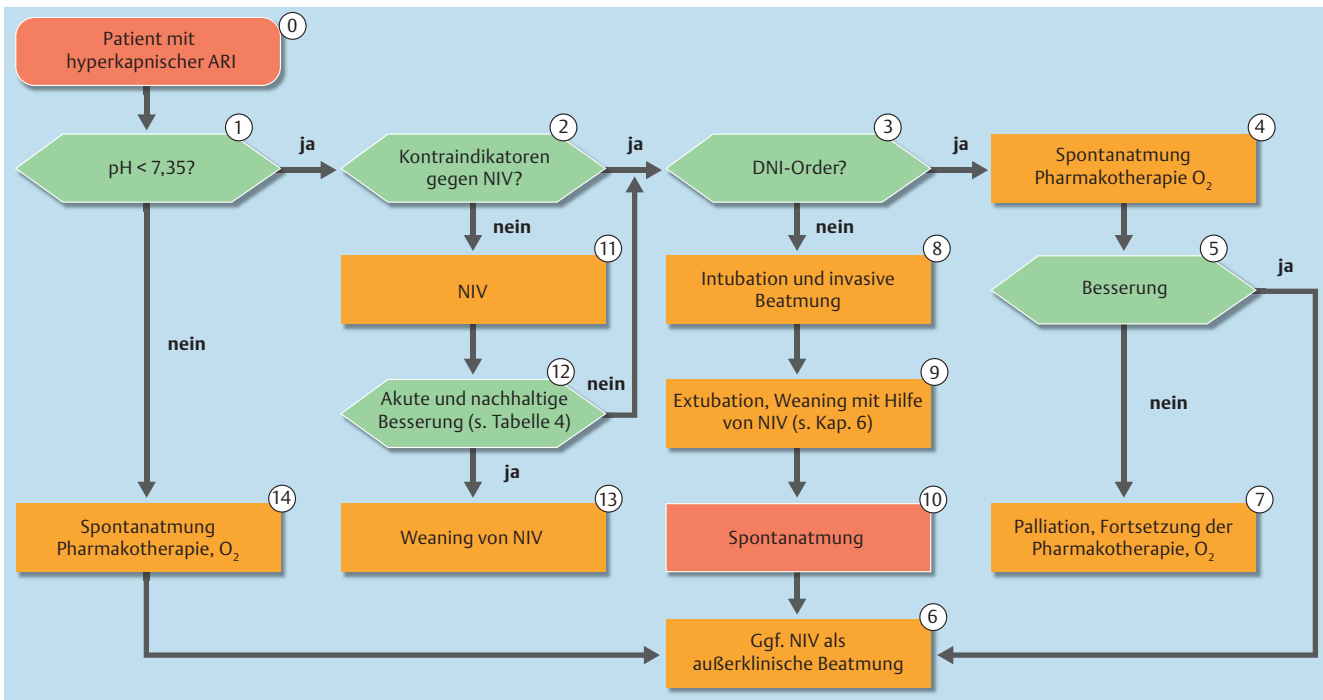 0
Patient mit
hyperkapnischer ARI
1
pH < 7,35?
ja
2
Kontraindikatoren
gegen NIV?
ja
3
DNI-Order?
ja
4
Spontanatmung
Pharmakotherapie O₂
nein
nein
5
Besserung
ja
11
NIV
8
Intubation und invasive
Beatmung
nein
12
Akute und nachhaltige
Besserung (s. Tabelle 4)
nein
9
Extubation, Weaning mit Hilfe
von NIV (s. Kap. 6)
nein
ja
14
Spontanatmung
Pharmakotherapie, O₂
13
Weaning von NIV
10
Spontanatmung
7
Palliation, Fortsetzung der
Pharmakotherapie, O₂
6
Ggf. NIV als
außerklinische Beatmung